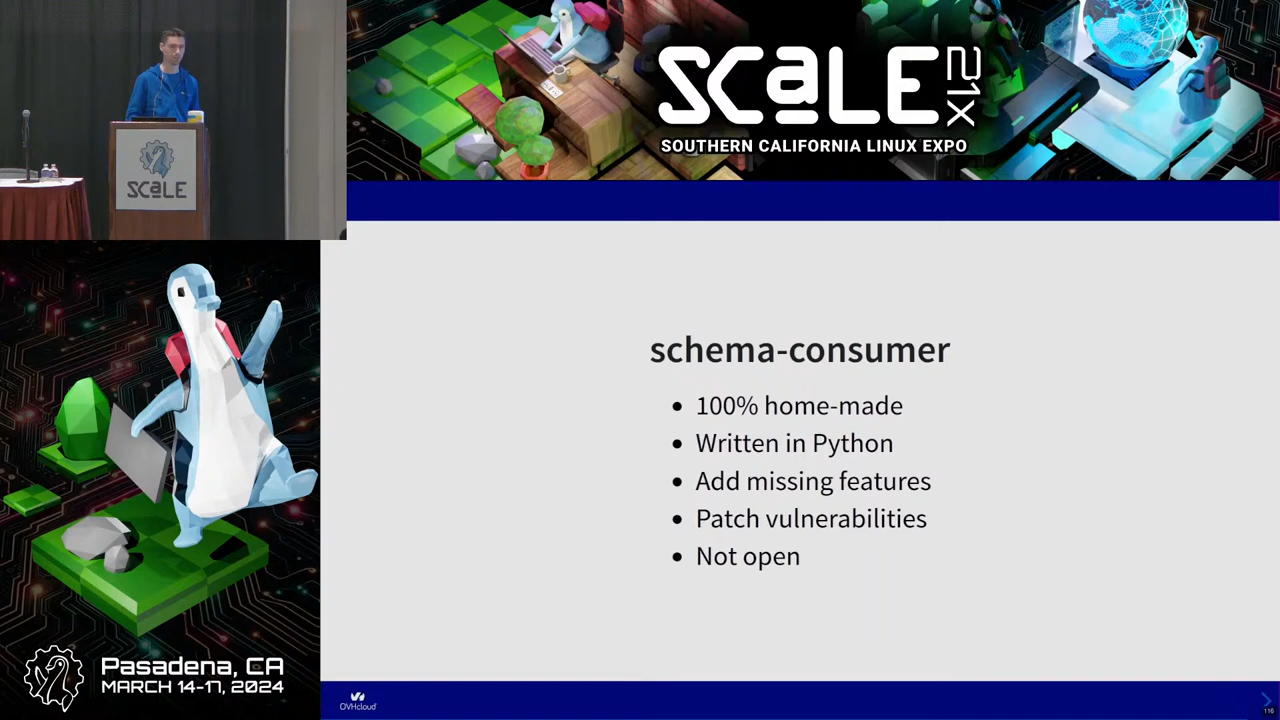 SCaLE 21X
SOUTHERN CALIFORNIA LINUX EXPO
SCaLE
schema-consumer
• 100% home-made
• Written in Python
• Add missing features
• Patch vulnerabilities
• Not open
Pasadena, CA
MARCH 14-17, 2024
OVHcloud
116